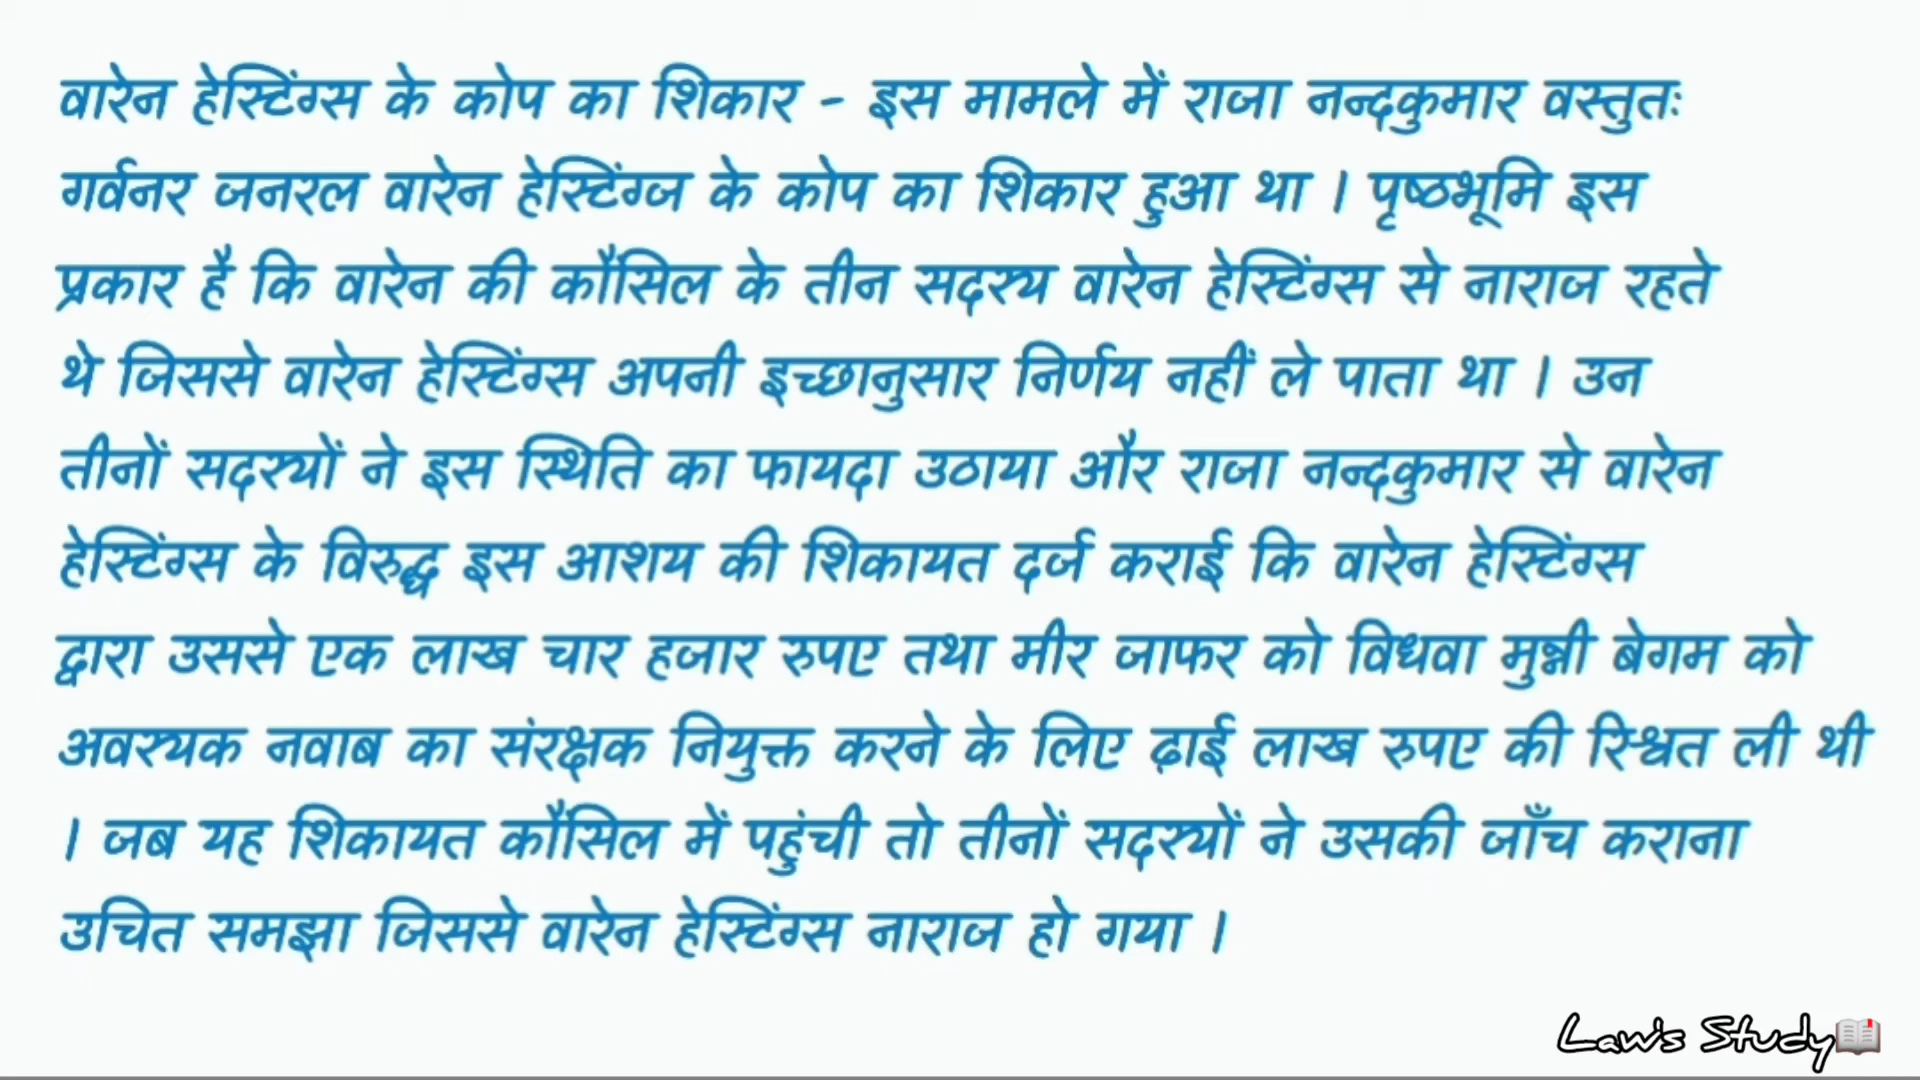 वारेन हेस्टिंग्स के कोप का शिकार - इस मामले में राजा नन्दकुमार वस्तुतः
गर्वनर जनरल वारेन हेस्टिंग्ज के कोप का शिकार हुआ था । पृष्ठभूमि इस
प्रकार है कि वारेन की कौंसिल के तीन सदस्य वारेन हेस्टिंग्स से नाराज रहते
थे जिससे वारेन हेस्टिंग्स अपनी इच्छानुसार निर्णय नहीं ले पाता था । उन
तीनों सदस्यों ने इस स्थिति का फायदा उठाया और राजा नन्दकुमार से वारेन
हेस्टिंग्स के विरुद्ध इस आशय की शिकायत दर्ज कराई कि वारेन हेस्टिंग्स
द्वारा उससे एक लाख चार हजार रुपए तथा मीर जाफर को विधवा मुन्नी बेगम को
अवस्यक नवाब का संरक्षक नियुक्त करने के लिए ढ़ाई लाख रुपए की रिश्वत ली थी
। जब यह शिकायत कौंसिल में पहुंची तो तीनों सदस्यों ने उसकी जाँच कराना
उचित समझा जिससे वारेन हेस्टिंग्स नाराज हो गया ।
Law's Study